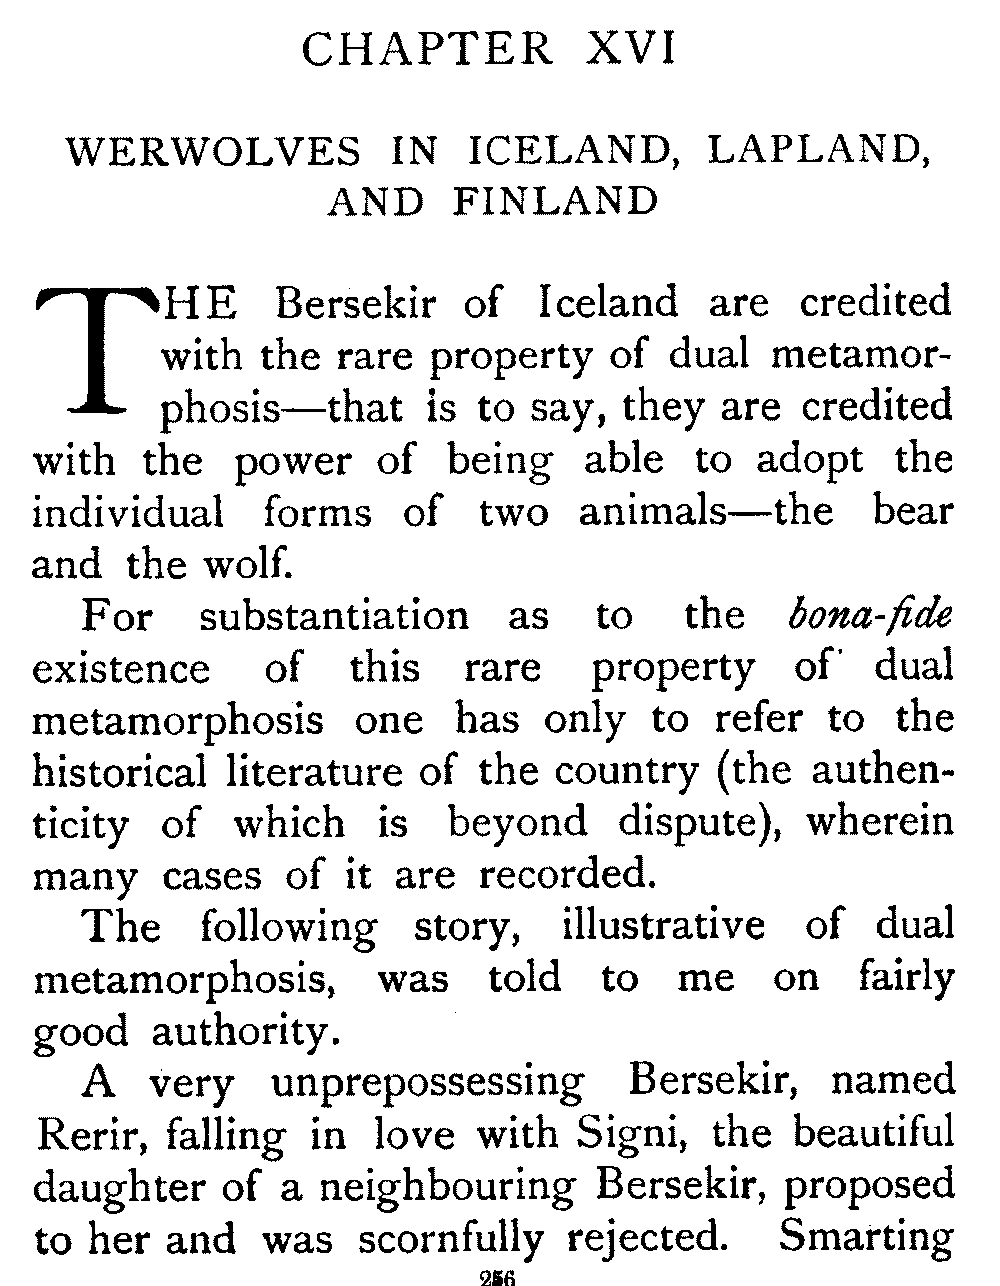 CHAPTER XVI
WERWOLVES IN ICELAND, LAPLAND,
AND FINLAND
THE Bersekir of Iceland are credited
with the rare property of dual metamor-
phosis—that is to say, they are credited
with the power of being able to adopt the
individual forms of two animals—the bear
and the wolf.
For substantiation as to the bona-fide
existence of this rare property of dual
metamorphosis one has only to refer to the
historical literature of the country (the authen-
ticity of which is beyond dispute), wherein
many cases of it are recorded.
The following story, illustrative of dual
metamorphosis, was told to me on fairly
good authority.
A very unprepossessing Bersekir, named
Rerir, falling in love with Signi, the beautiful
daughter of a neighbouring Bersekir, proposed
to her and was scornfully rejected. Smarting
256